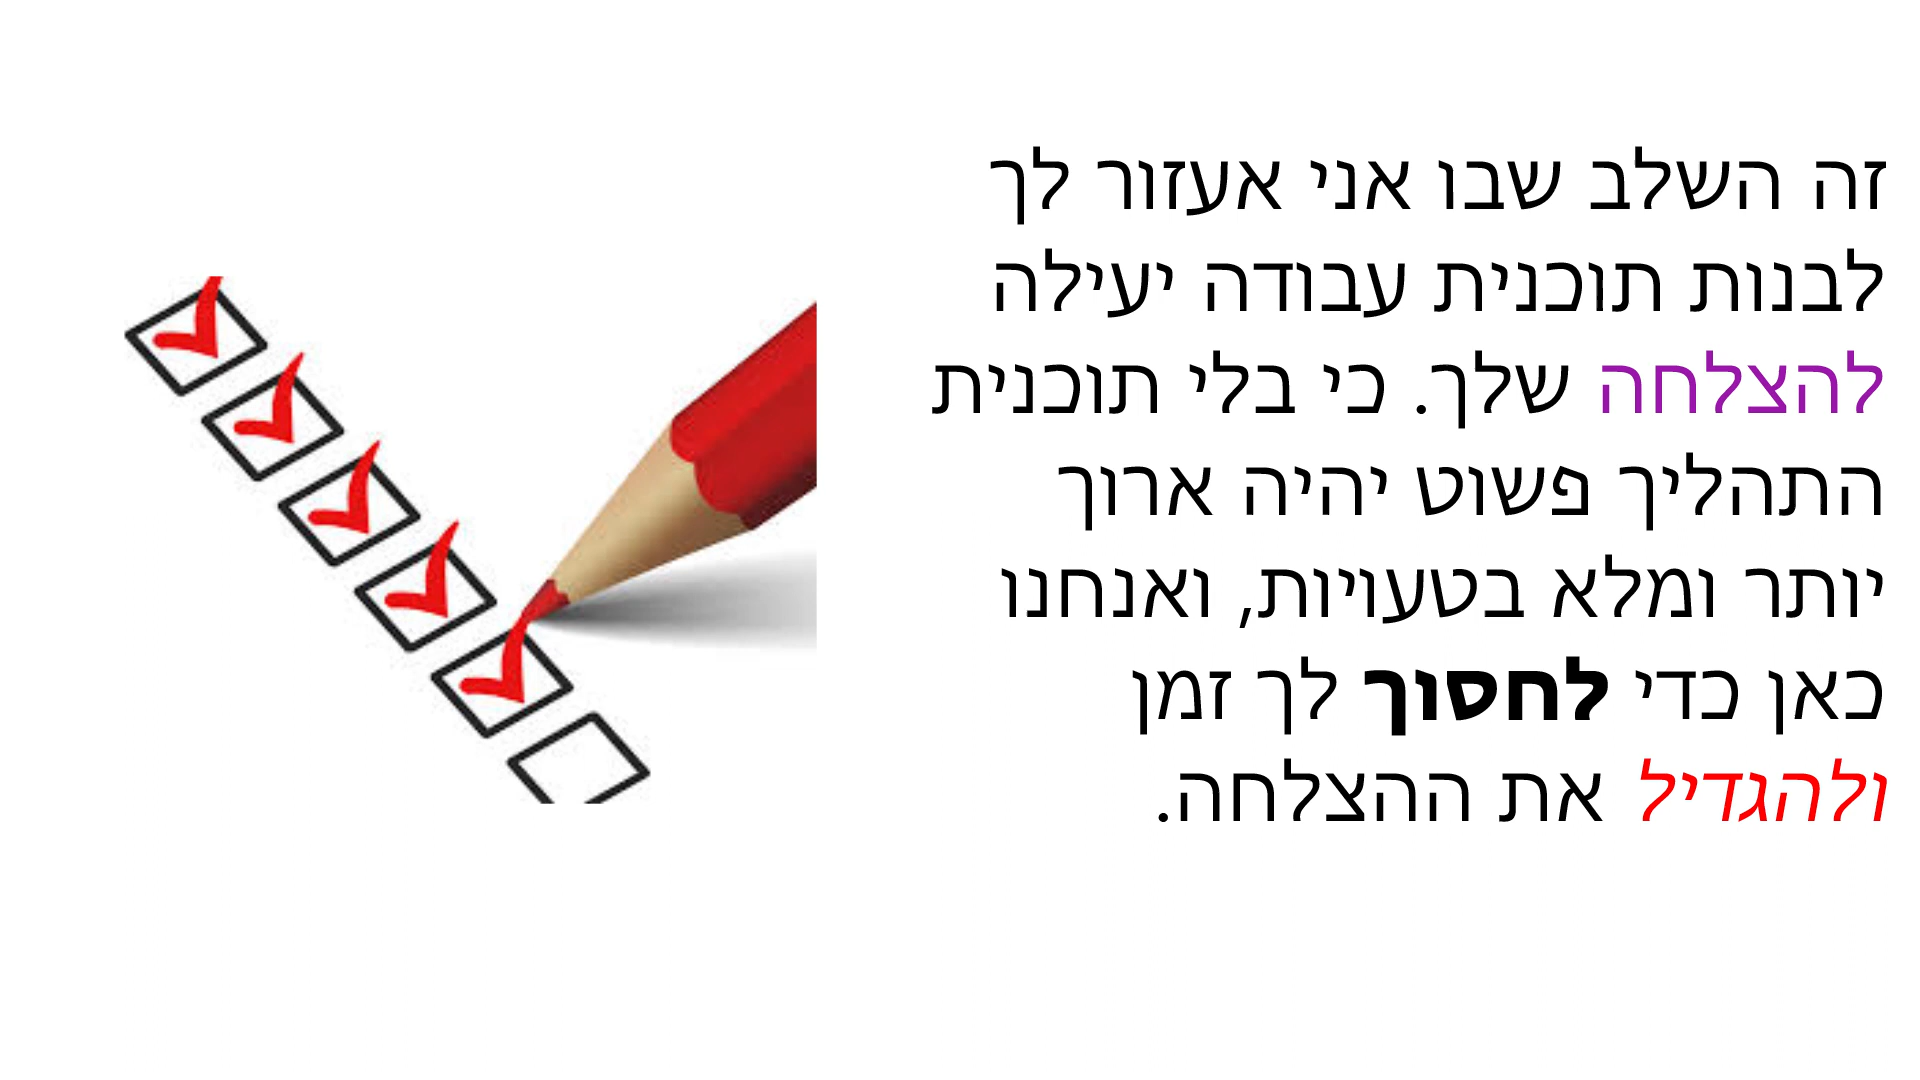 זה השלב שבו אני אעזור לך
לבנות תוכנית עבודה יעילה
להצלחה שלך. כי בלי תוכנית
התהליך פשוט יהיה ארוך
יותר ומלא בטעויות, ואנחנו
כאן כדי לחסוך לך זמן
ולהגדיל את ההצלחה.